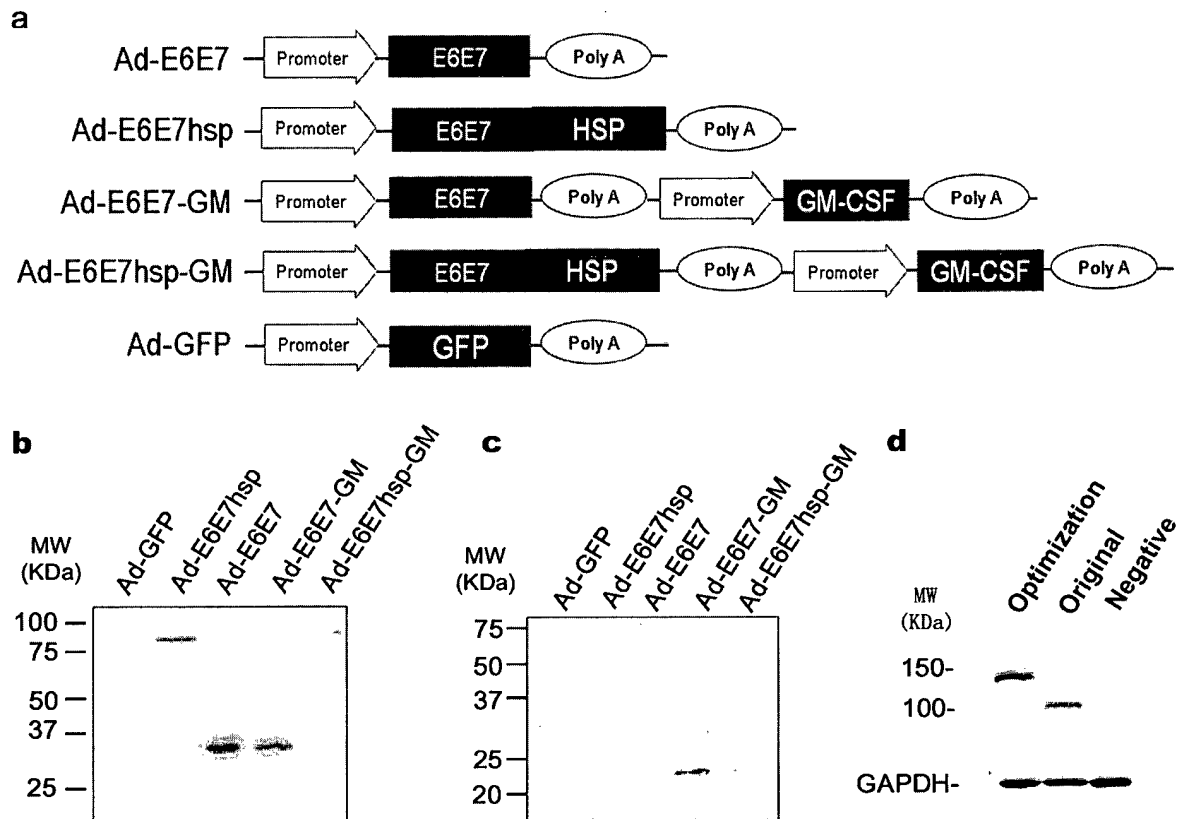 a
Ad-E6E7 Promoter E6E7 Poly A
Ad-E6E7hsp Promoter E6E7 HSP Poly A
Ad-E6E7-GM Promoter E6E7 Poly A Promoter GM-CSF Poly A
Ad-E6E7hsp-GM Promoter E6E7 HSP Poly A Promoter GM-CSF Poly A
Ad-GFP Promoter GFP Poly A
b
MW
(KDa)
Ad-GFP
Ad-E6E7hsp
Ad-E6E7
Ad-E6E7-GM
Ad-E6E7hsp-GM
100
75
50
37
25
c
MW
(KDa)
Ad-GFP
Ad-E6E7hsp
Ad-E6E7
Ad-E6E7-GM
Ad-E6E7hsp-GM
75
50
37
25
20
d
MW
(KDa)
Optimization
Original
Negative
150-
100-
GAPDH-